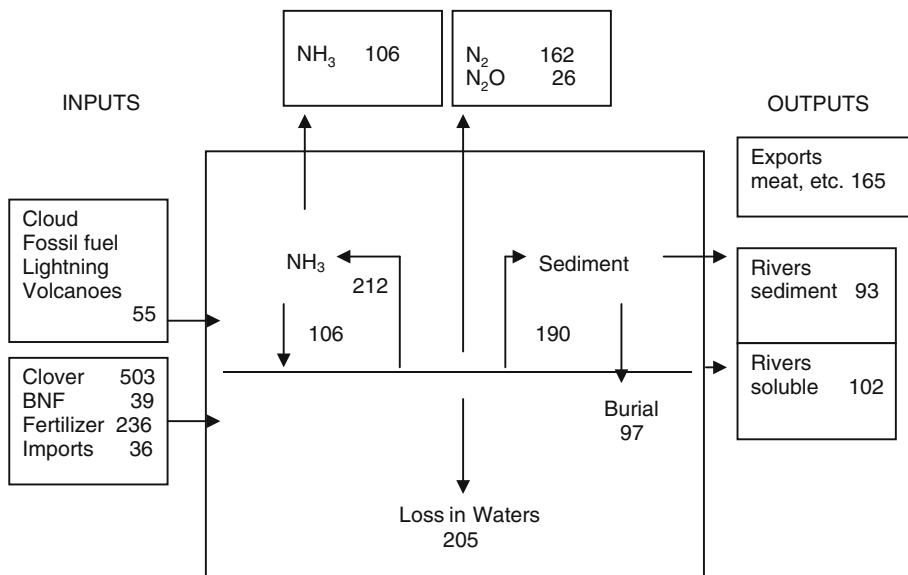 NH₃ 106
N₂ 162
N₂O 26
INPUTS
OUTPUTS
Exports
meat, etc. 165
Cloud
Fossil fuel
Lightning
Volcanoes
55
NH₃
212
106
Sediment
190
Rivers
sediment 93
Clover 503
BNF 39
Fertilizer 236
Imports 36
Burial
97
Rivers
soluble 102
Loss in Waters
205